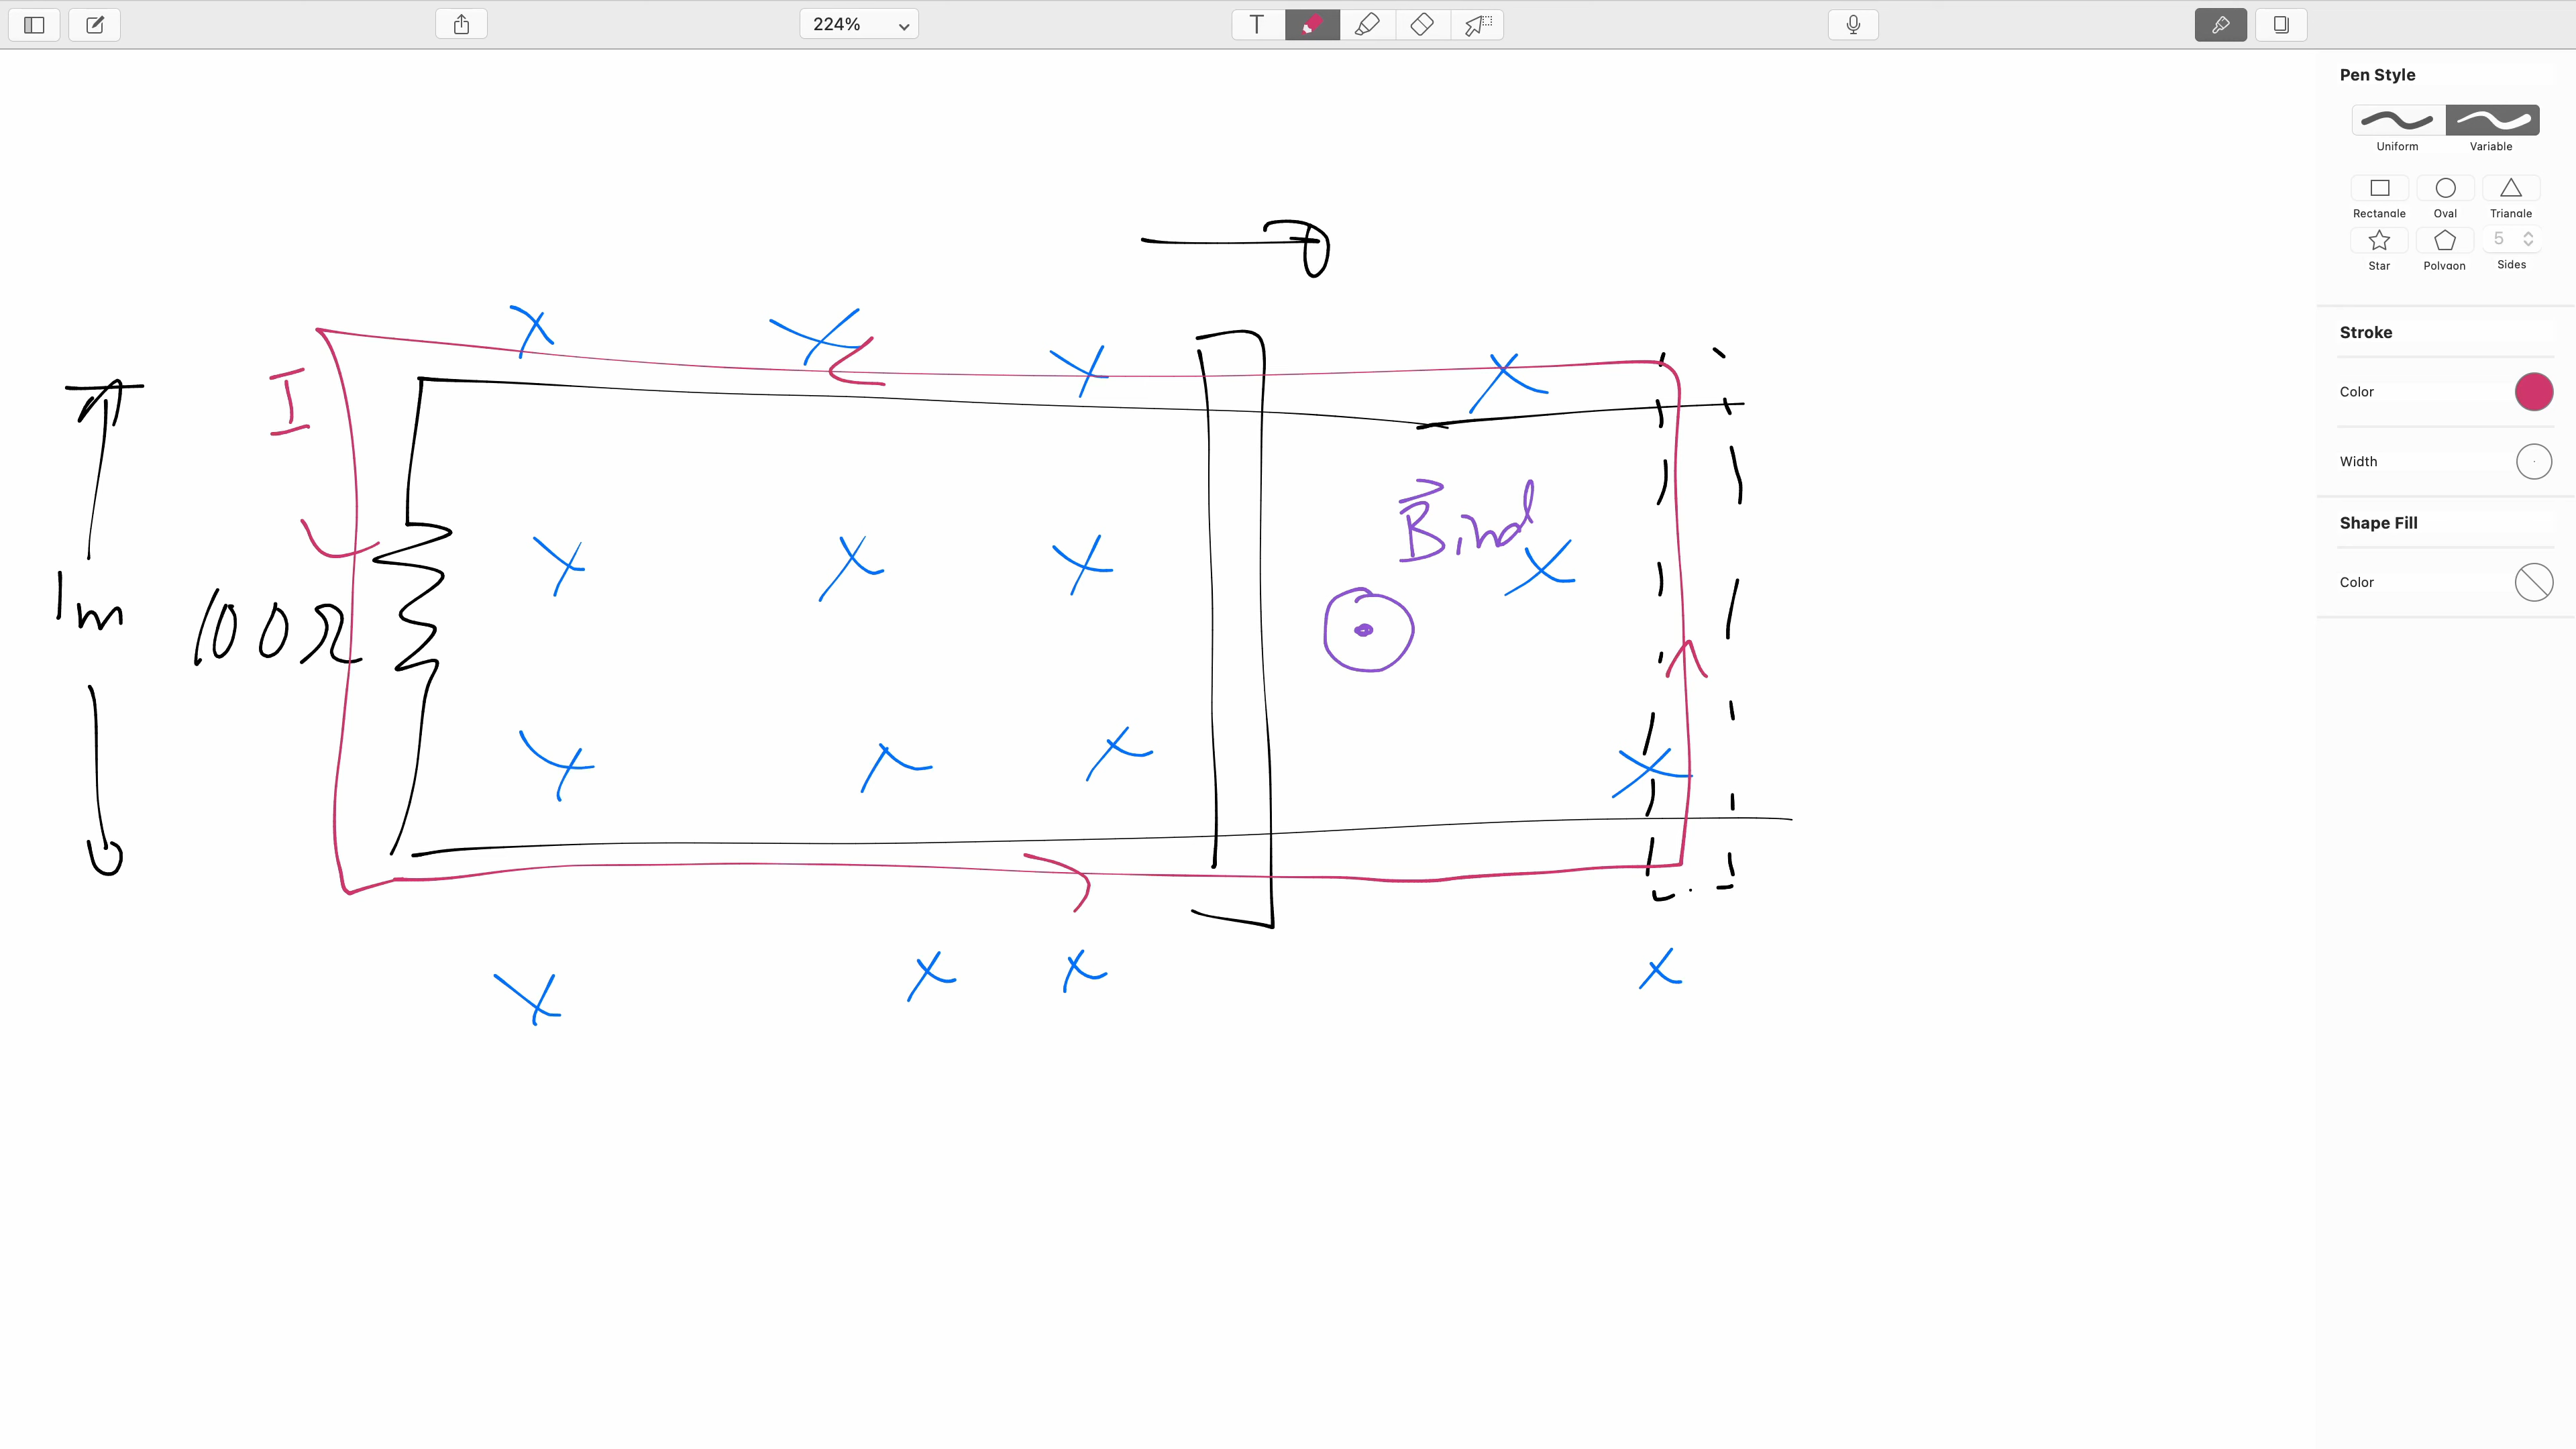 224%
T
Pen Style
Uniform
Variable
Rectangle
Oval
Triangle
Star
Polygon
5
Sides
Stroke
Color
Width
Shape Fill
Color
I
1m
100Ω
B ind
x x x x
x x x x
x x x x
x x x x